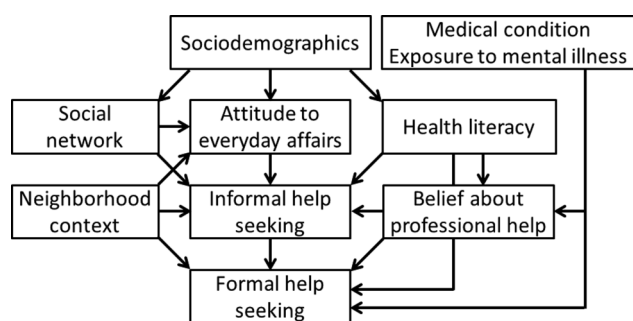 Sociodemographics
Medical condition
Exposure to mental illness
Social
network
Attitude to
everyday affairs
Health literacy
Neighborhood
context
Informal help
seeking
Belief about
professional help
Formal help
seeking